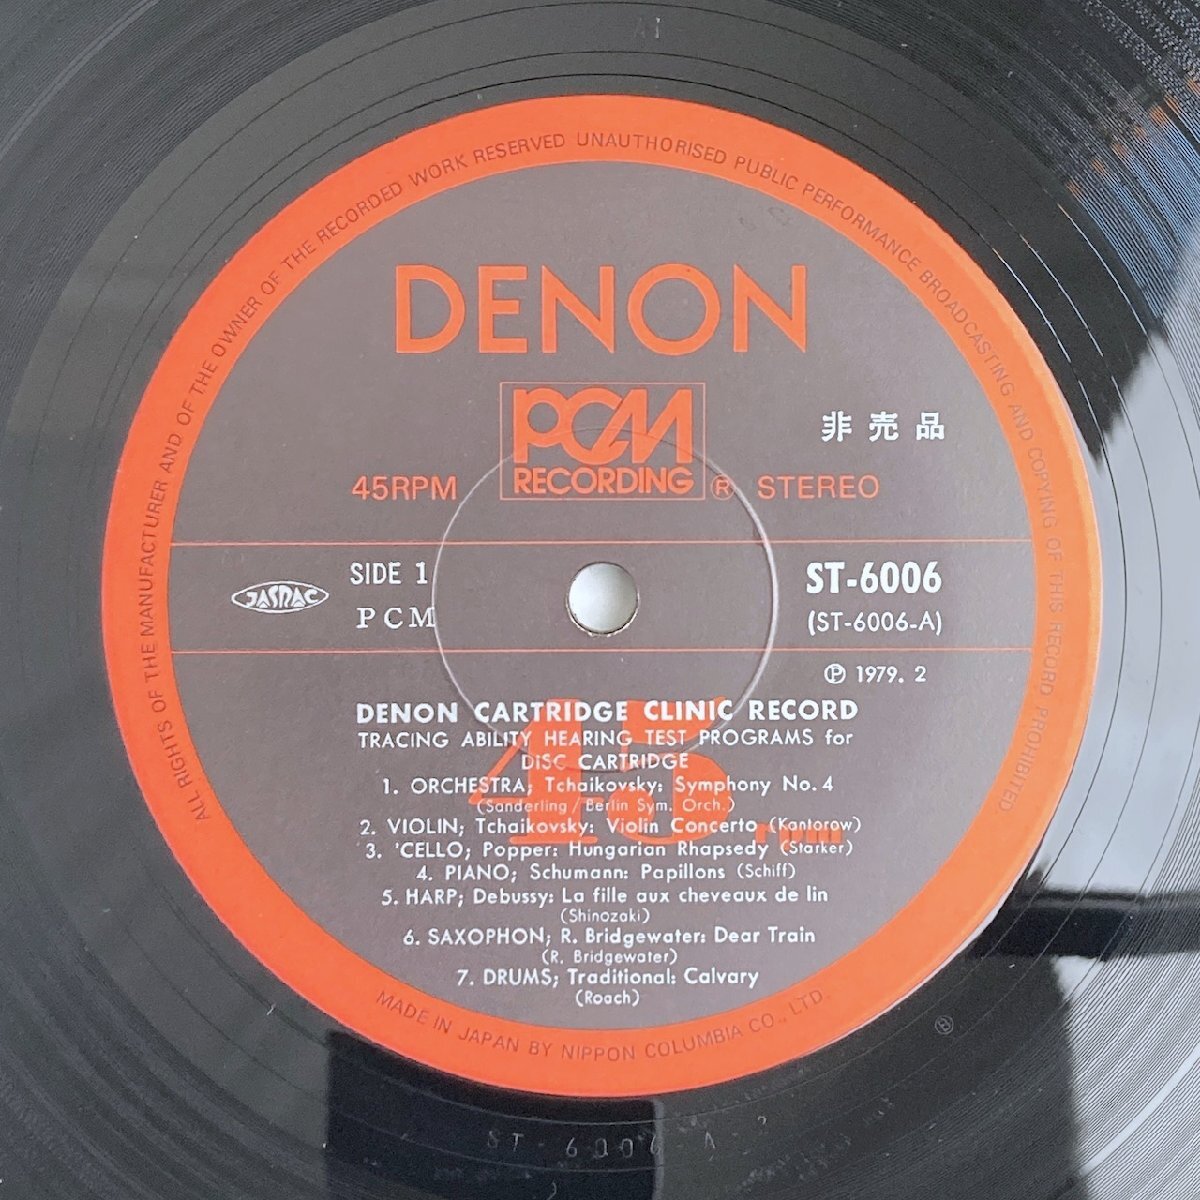 A1
ALL RIGHTS OF THE MANUFACTURER AND OF THE OWNER OF THE RECORDED WORK RESERVED UNAUTHORISED PUBLIC PERFORMANCE BROADCASTING AND COPYING OF THIS RECORD PROHIBITED.
DENON
PCM
RECORDING
非売品
45RPM
® STEREO
JASRAC
SIDE 1
PCM
ST-6006
(ST-6006-A)
℗ 1979. 2
45 rpm
DENON CARTRIDGE CLINIC RECORD
TRACING ABILITY HEARING TEST PROGRAMS for
DISC CARTRIDGE
1. ORCHESTRA; Tchaikovsky: Symphony No. 4
(Sanderling / Berlin Sym. Orch.)
2. VIOLIN; Tchaikovsky: Violin Concerto (Kantorow)
3. 'CELLO; Popper: Hungarian Rhapsedy (Starker)
4. PIANO; Schumann: Papillons (Schiff)
5. HARP; Debussy: La fille aux cheveaux de lin
(Shinozaki)
6. SAXOPHON; R. Bridgewater: Dear Train
(R. Bridgewater)
7. DRUMS; Traditional: Calvary
(Roach)
MADE IN JAPAN BY NIPPON COLUMBIA CO., LTD.
ST-6006-A-2